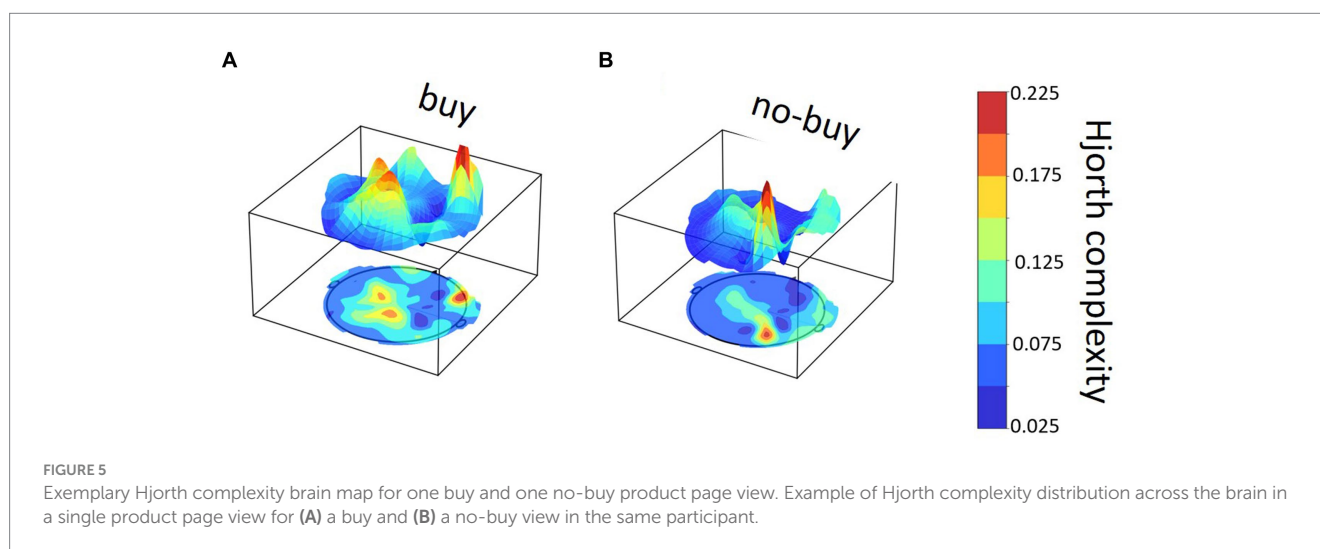 A
B
buy
no-buy
0.225
0.175
0.125
0.075
0.025
Hjorth complexity
FIGURE 5
Exemplary Hjorth complexity brain map for one buy and one no-buy product page view. Example of Hjorth complexity distribution across the brain in
a single product page view for (A) a buy and (B) a no-buy view in the same participant.